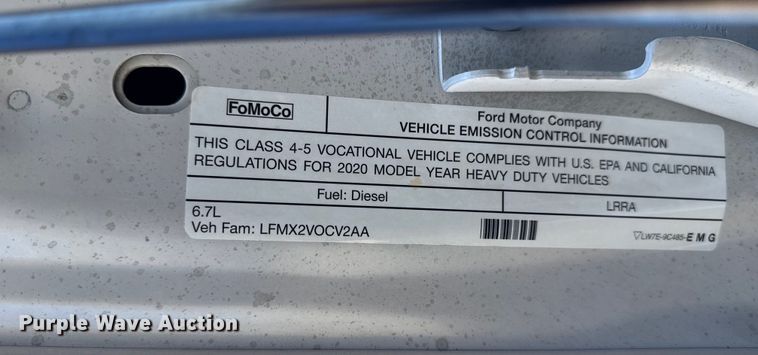 FoMoCo
Ford Motor Company
VEHICLE EMISSION CONTROL INFORMATION
THIS CLASS 4-5 VOCATIONAL VEHICLE COMPLIES WITH U.S. EPA AND CALIFORNIA
REGULATIONS FOR 2020 MODEL YEAR HEAVY DUTY VEHICLES
Fuel: Diesel
LRRA
6.7L
Veh Fam: LFMX2VOCV2AA
LW7E-9C485-EMG
Purple Wave Auction